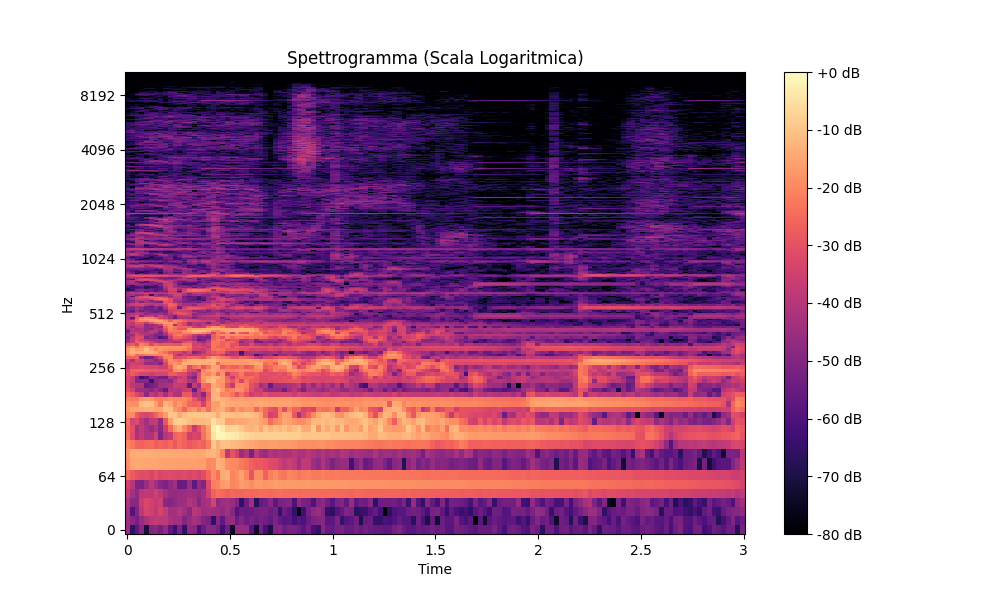 Spettrogramma (Scala Logaritmica)
Hz
8192
4096
2048
1024
512
256
128
64
0
0
0.5
1
1.5
2
2.5
3
Time
+0 dB
-10 dB
-20 dB
-30 dB
-40 dB
-50 dB
-60 dB
-70 dB
-80 dB